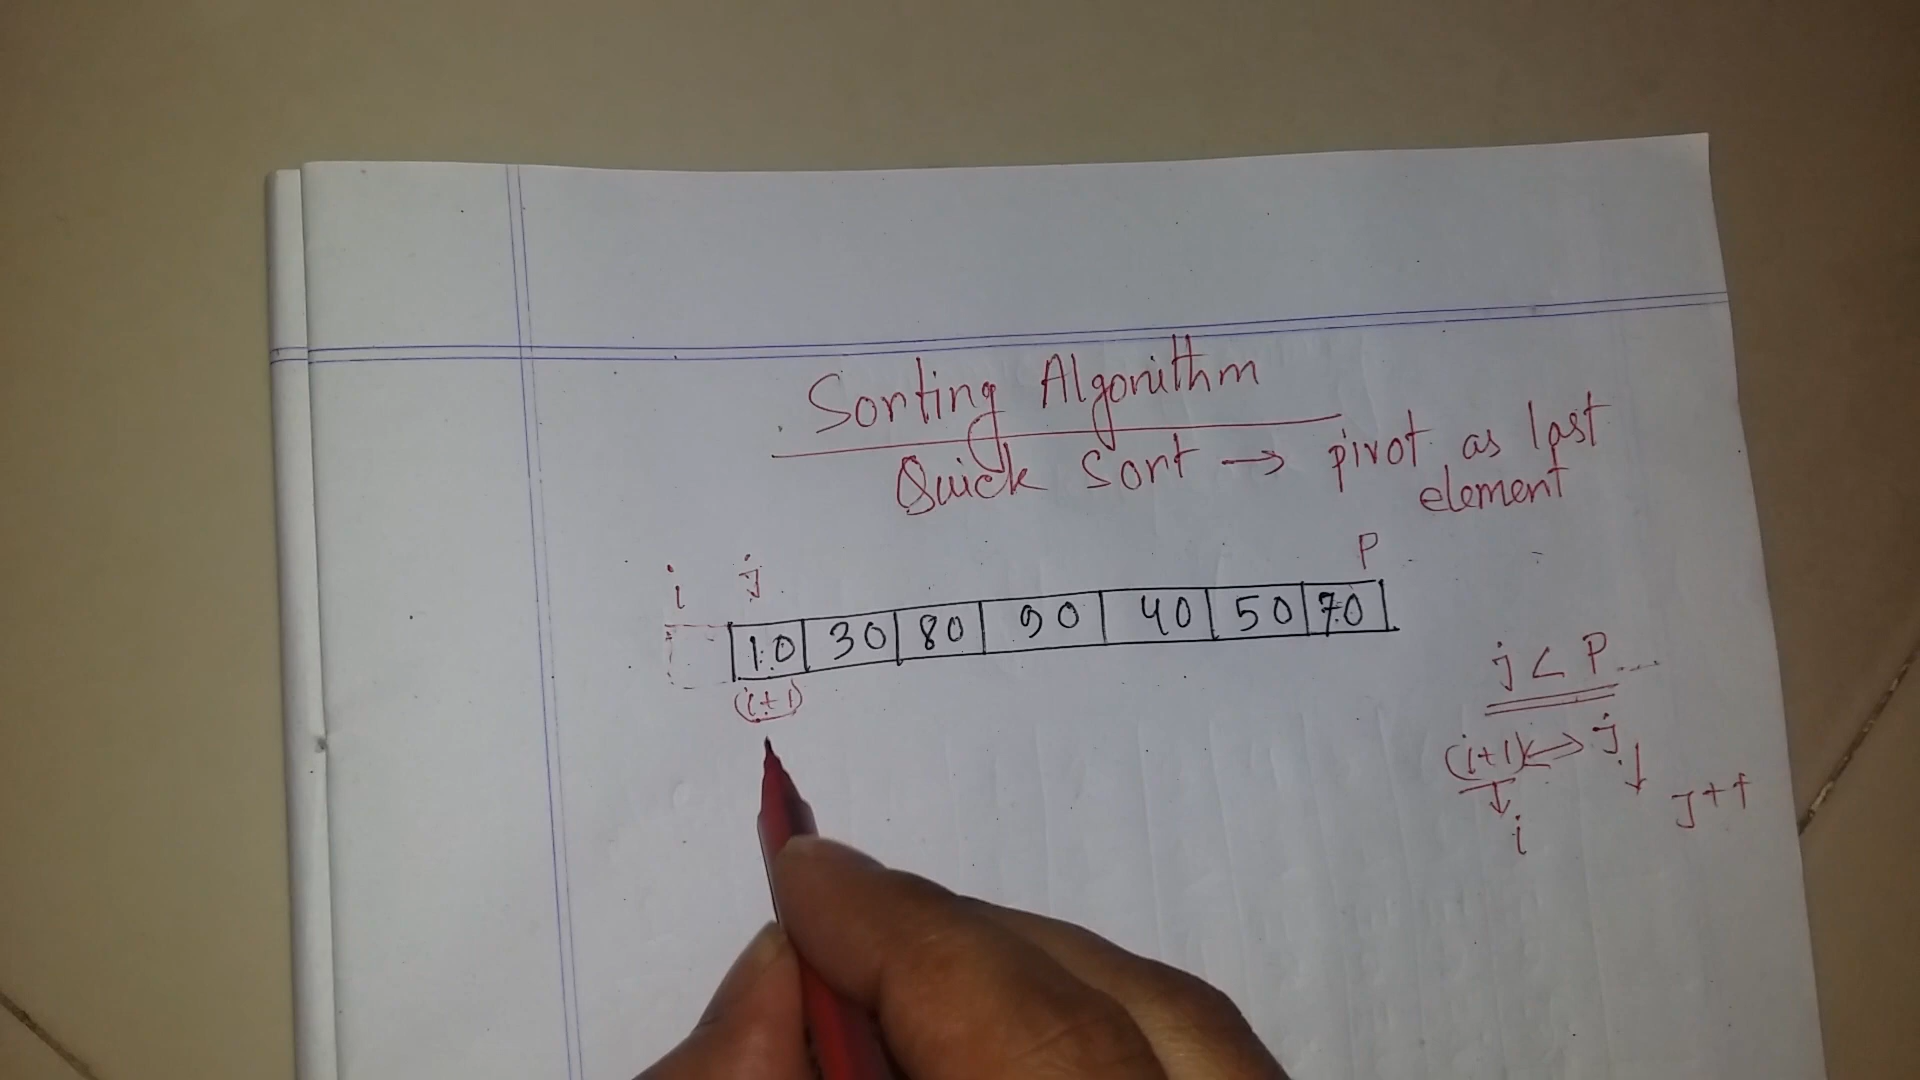 Sorting Algorithm
Quick Sort → pivot as last
element
i j P
10 30 80 90 40 50 70
(i+1)
j < P
(i+1) ⇔ j
↓ ↓ j++
i